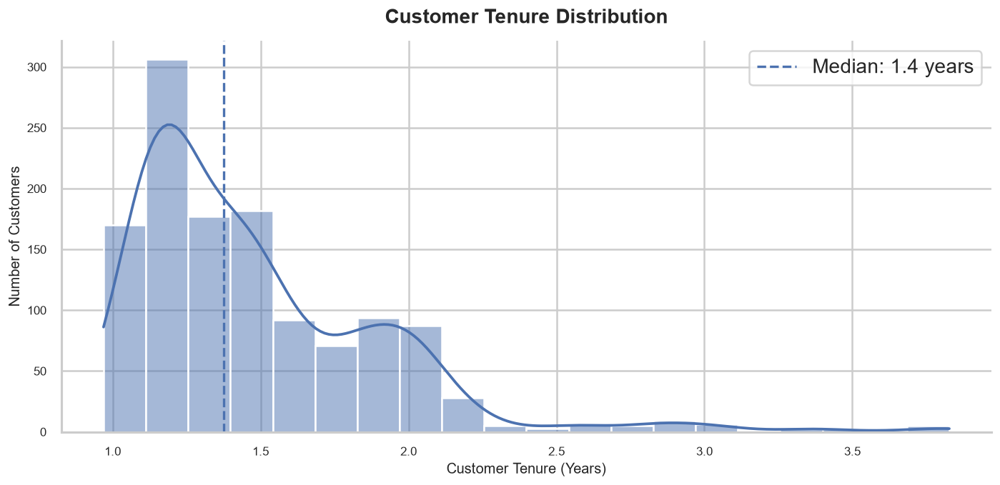 Customer Tenure Distribution
Median: 1.4 years
Number of Customers
300
250
200
150
100
50
0
1.0 1.5 2.0 2.5 3.0 3.5
Customer Tenure (Years)